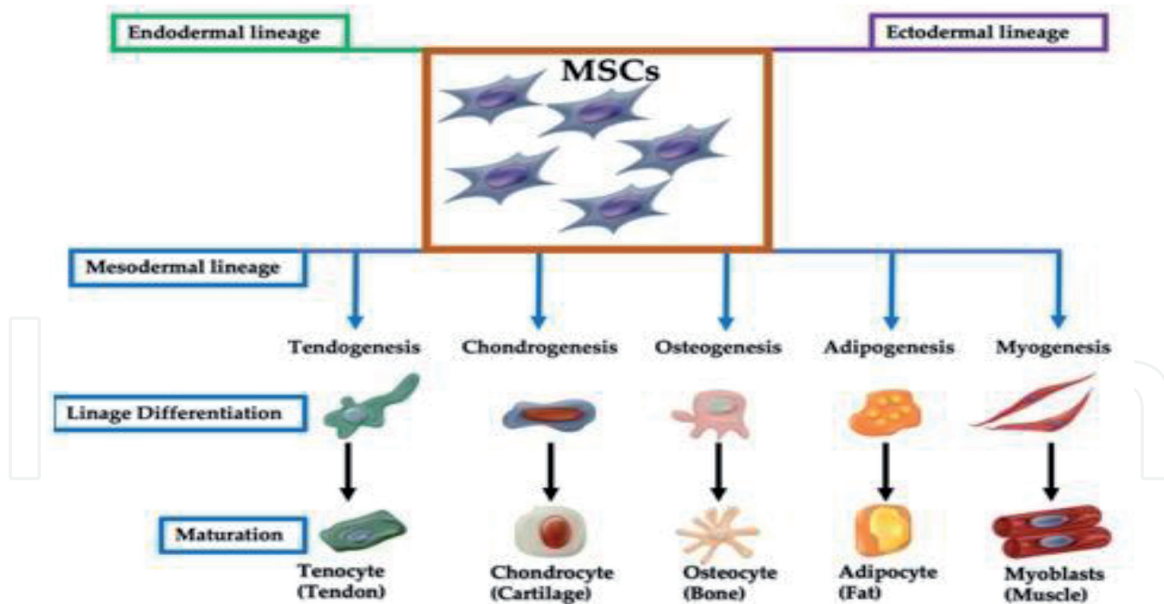 Endodermal lineage
Ectodermal lineage
MSCs
Mesodermal lineage
Tendogenesis
Chondrogenesis
Osteogenesis
Adipogenesis
Myogenesis
Linage Differentiation
Maturation
Tenocyte
(Tendon)
Chondrocyte
(Cartilage)
Osteocyte
(Bone)
Adipocyte
(Fat)
Myoblasts
(Muscle)